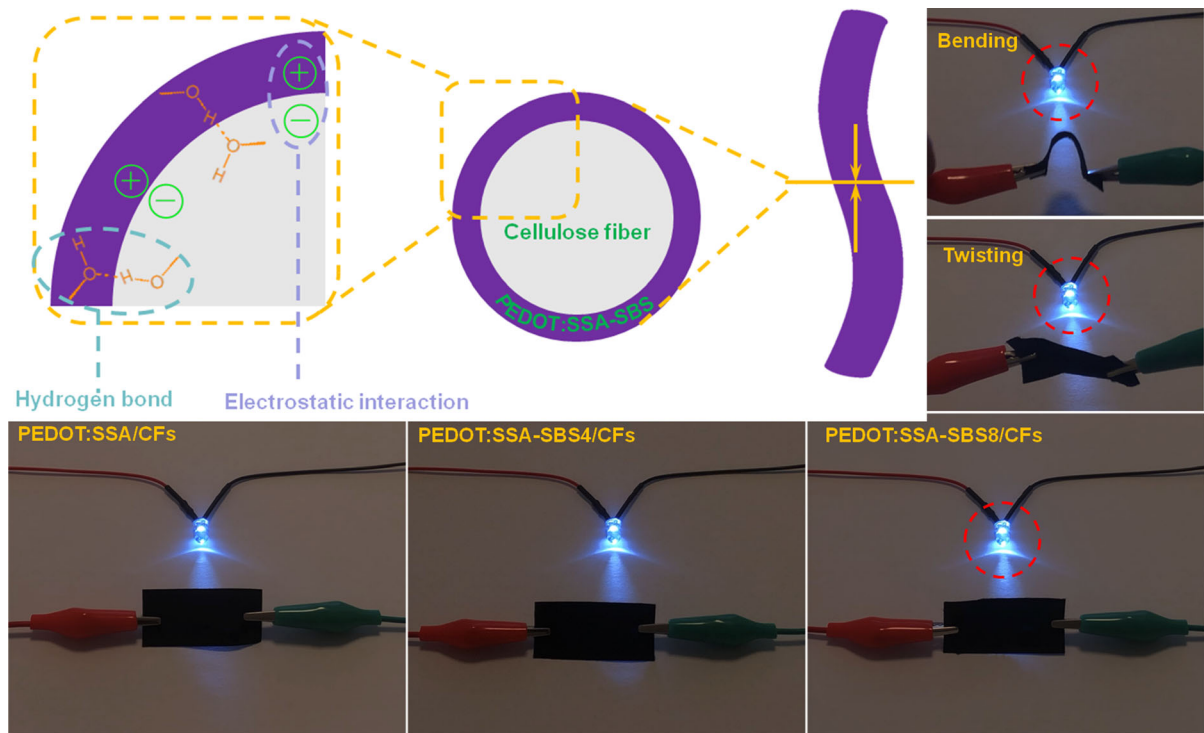 Bending
Cellulose fiber
PEDOT:SSA-SBS
Twisting
Hydrogen bond
Electrostatic interaction
PEDOT:SSA/CFs
PEDOT:SSA-SBS4/CFs
PEDOT:SSA-SBS8/CFs
O
H
O
H
+
−
+
−
H
O
H
O